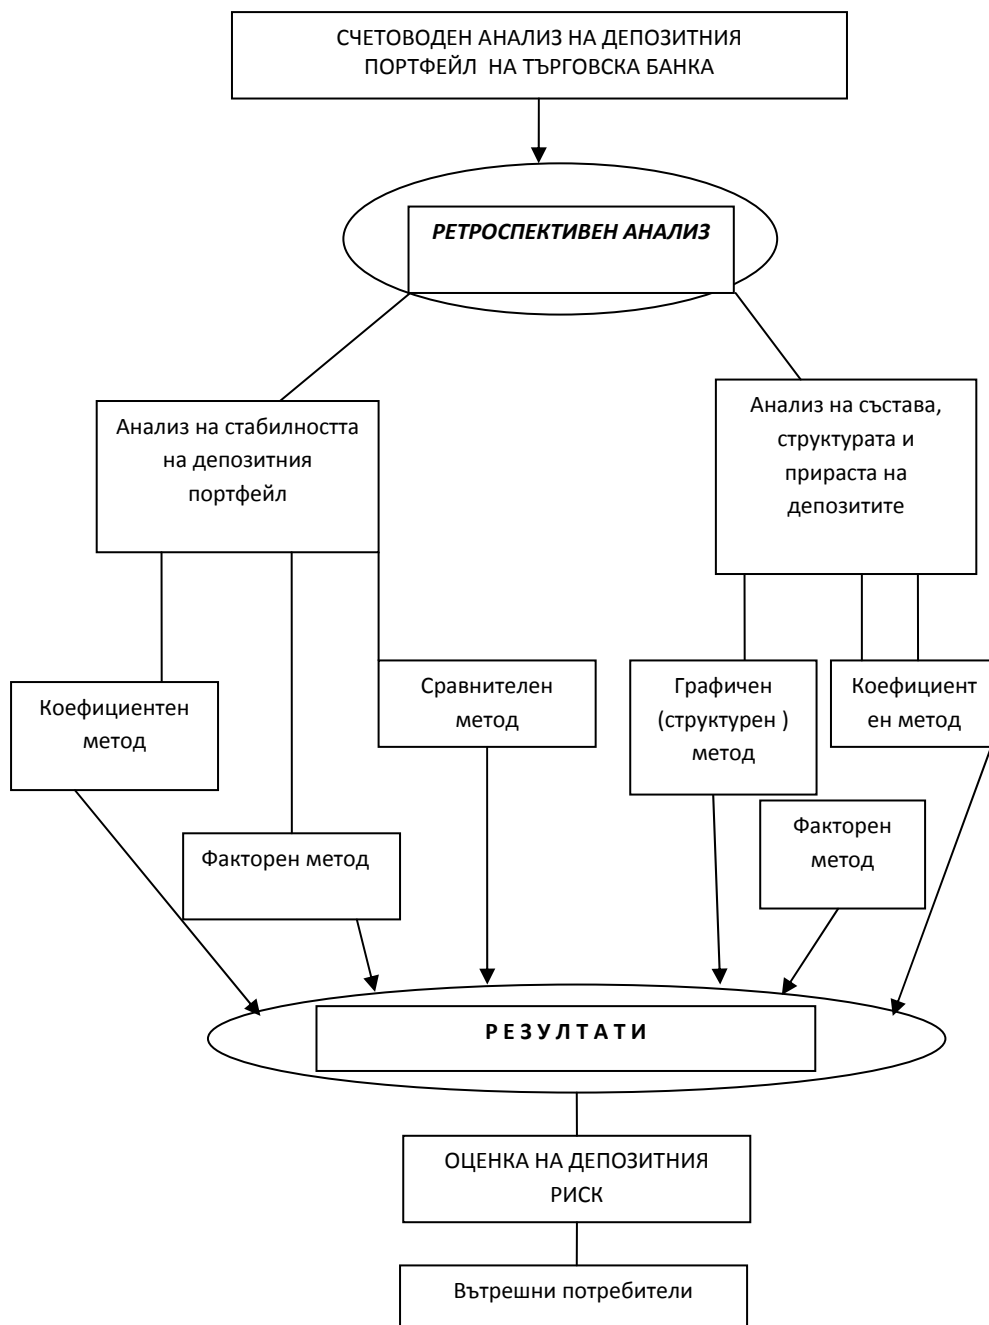 СЧЕТОВОДЕН АНАЛИЗ НА ДЕПОЗИТНИЯ
ПОРТФЕЙЛ НА ТЪРГОВСКА БАНКА
РЕТРОСПЕКТИВЕН АНАЛИЗ
Анализ на стабилността
на депозитния
портфейл
Анализ на състава,
структурата и
прираста на
депозитите
Коефициентен
метод
Сравнителен
метод
Графичен
(структурен )
метод
Коефициент
ен метод
Факторен метод
Факторен
метод
Р Е З У Л Т А Т И
ОЦЕНКА НА ДЕПОЗИТНИЯ
РИСК
Вътрешни потребители